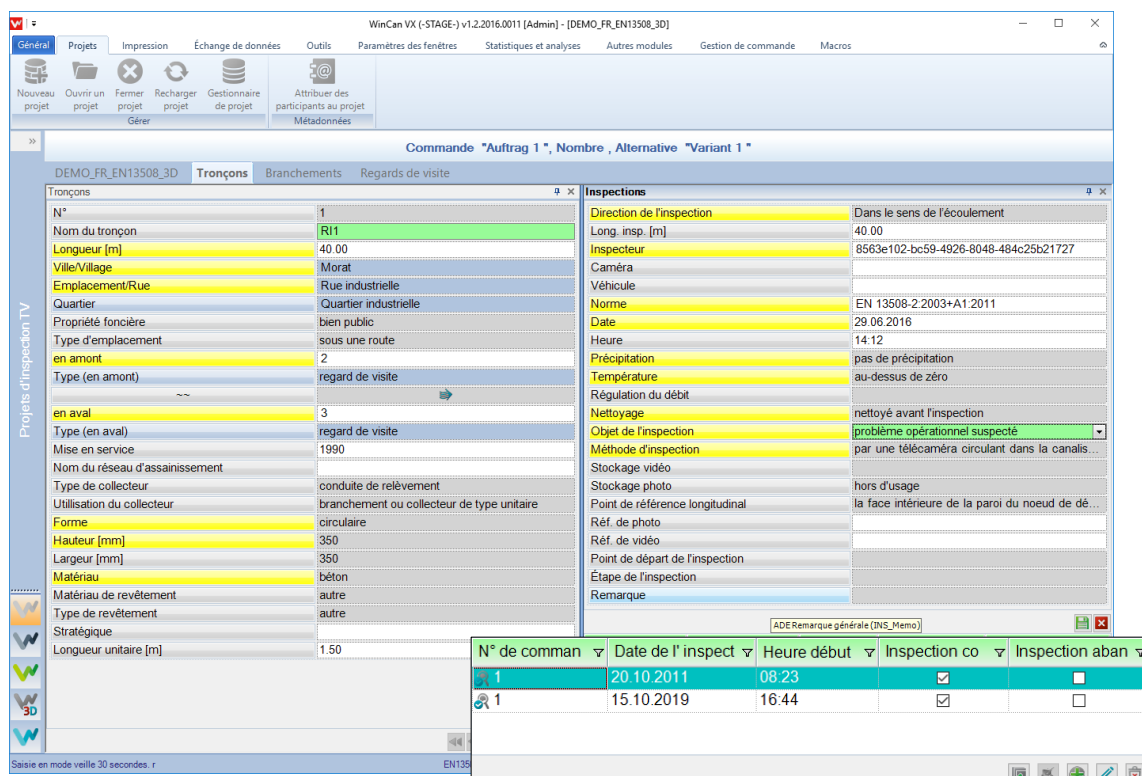 WinCan VX (-STAGE-) v1.2.2016.0011 [Admin] - [DEMO_FR_EN13508_3D]
Général Projets Impression Échange de données Outils Paramètres des fenêtres Statistiques et analyses Autres modules Gestion de commande Macros
Nouveau projet
Ouvrir un projet
Fermer projet
Recharger projet
Gestionnaire de projet
Attribuer des participants au projet
Gérer Métadonnées
Commande "Auftrag 1 ", Nombre , Alternative "Variant 1 "
DEMO_FR_EN13508_3D Tronçons Branchements Regards de visite
Projets d'inspection TV
Tronçons
N° 1
Nom du tronçon RI1
Longueur [m] 40.00
Ville/Village Morat
Emplacement/Rue Rue industrielle
Quartier Quartier industrielle
Propriété foncière bien public
Type d'emplacement sous une route
en amont 2
Type (en amont) regard de visite
~~
en aval 3
Type (en aval) regard de visite
Mise en service 1990
Nom du réseau d'assainissement
Type de collecteur conduite de relèvement
Utilisation du collecteur branchement ou collecteur de type unitaire
Forme circulaire
Hauteur [mm] 350
Largeur [mm] 350
Matériau béton
Matériau de revêtement autre
Type de revêtement autre
Stratégique
Longueur unitaire [m] 1.50
Inspections
Direction de l'inspection Dans le sens de l'écoulement
Long. insp. [m] 40.00
Inspecteur 8563e102-bc59-4926-8048-484c25b21727
Caméra
Véhicule
Norme EN 13508-2:2003+A1:2011
Date 29.06.2016
Heure 14:12
Précipitation pas de précipitation
Température au-dessus de zéro
Régulation du débit
Nettoyage nettoyé avant l'inspection
Objet de l'inspection problème opérationnel suspecté
Méthode d'inspection par une télécaméra circulant dans la canalis...
Stockage vidéo
Stockage photo hors d'usage
Point de référence longitudinal la face intérieure de la paroi du noeud de dé...
Réf. de photo
Réf. de vidéo
Point de départ de l'inspection
Étape de l'inspection
Remarque
ADE Remarque générale (INS_Memo)
N° de comman Date de l' inspect Heure début Inspection co Inspection aban
1 20.10.2011 08:23
1 15.10.2019 16:44
3D
Saisie en mode veille 30 secondes. r EN135